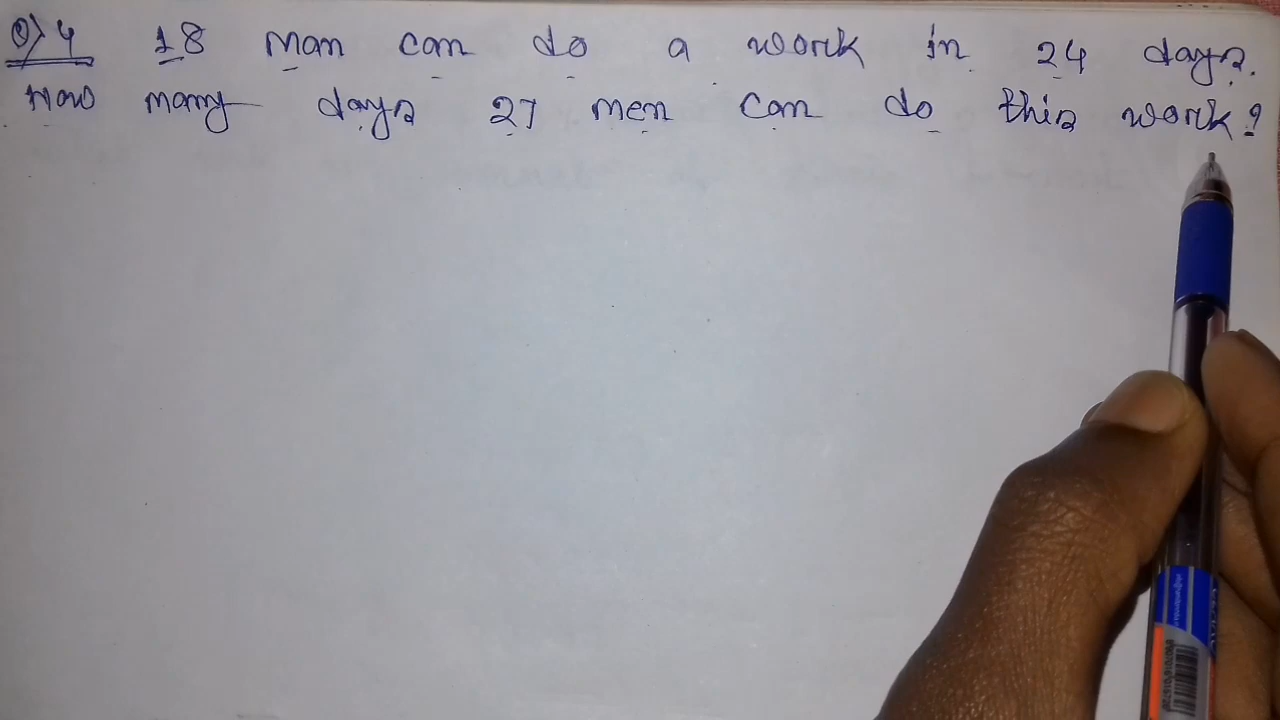 Q) 4 18 man can do a work in 24 days.
How many days 27 men can do this work?